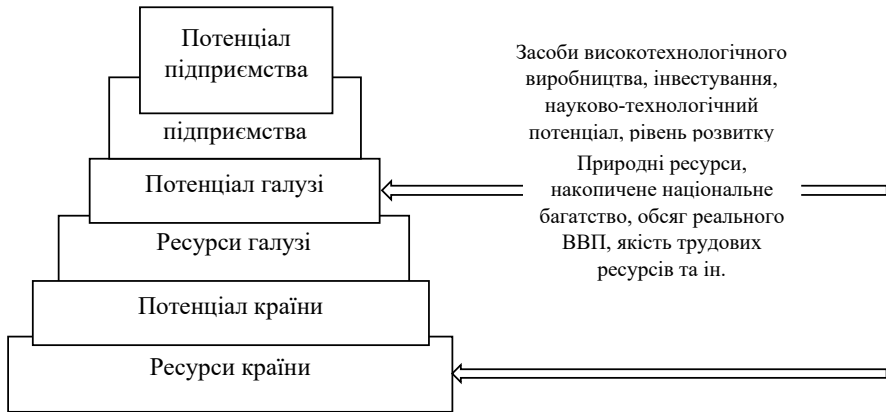 Потенціал
підприємства
підприємства
Потенціал галузі
Ресурси галузі
Потенціал країни
Ресурси країни
Засоби високотехнологічного
виробництва, інвестування,
науково-технологічний
потенціал, рівень розвитку
Природні ресурси,
накопичене національне
багатство, обсяг реального
ВВП, якість трудових
ресурсів та ін.